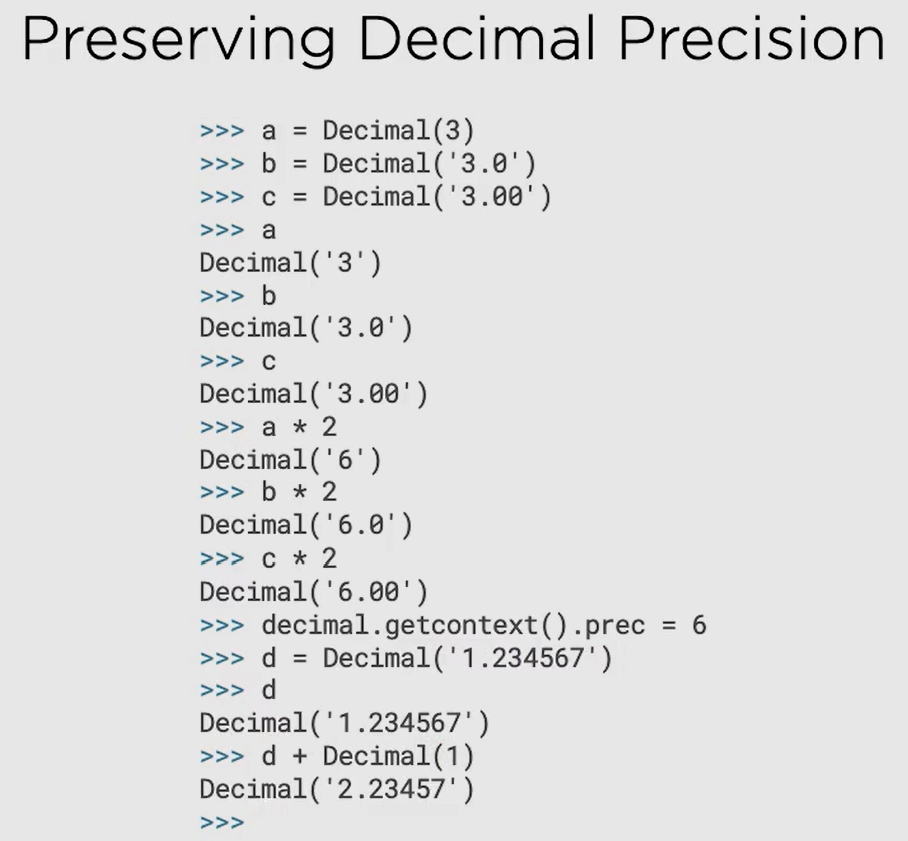 Preserving Decimal Precision
>>> a = Decimal(3)
>>> b = Decimal('3.0')
>>> c = Decimal('3.00')
>>> a
Decimal('3')
>>> b
Decimal('3.0')
>>> c
Decimal('3.00')
>>> a * 2
Decimal('6')
>>> b * 2
Decimal('6.0')
>>> c * 2
Decimal('6.00')
>>> decimal.getcontext().prec = 6
>>> d = Decimal('1.234567')
>>> d
Decimal('1.234567')
>>> d + Decimal(1)
Decimal('2.23457')
>>>